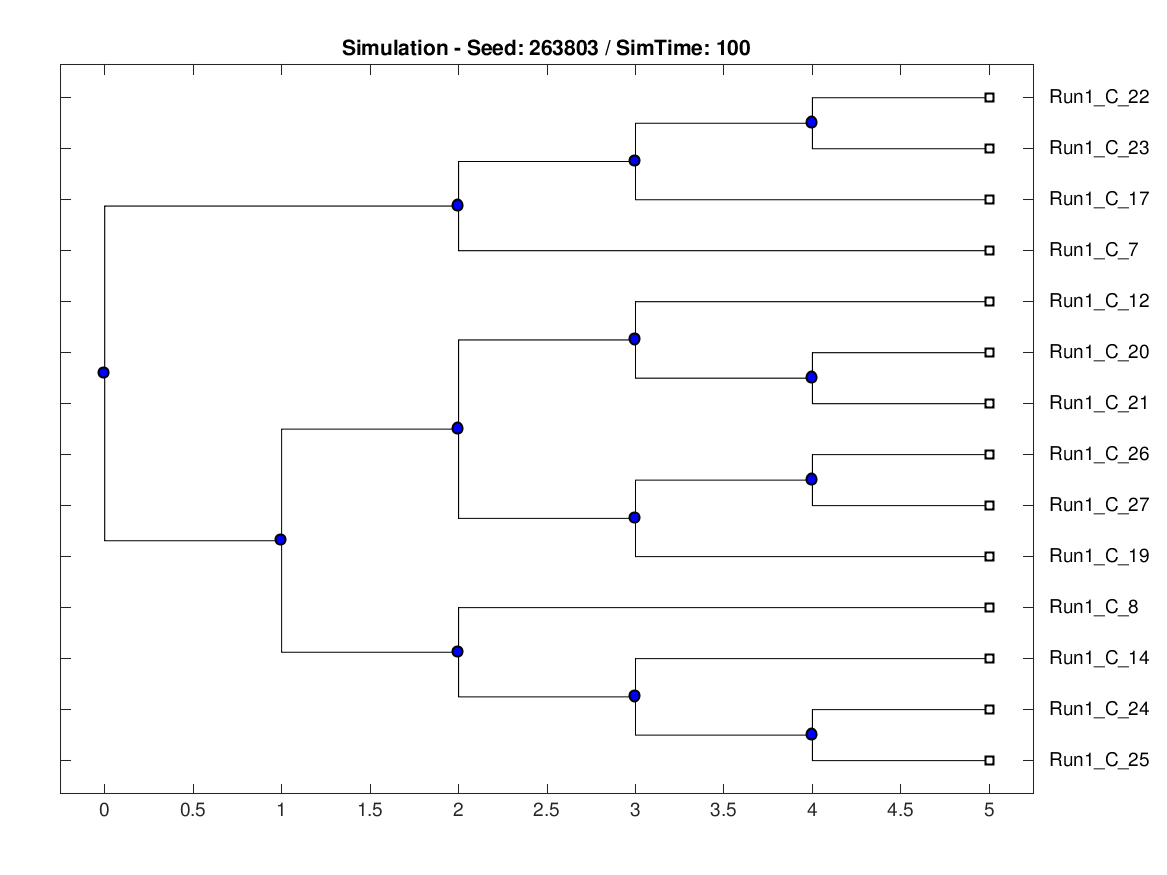 Simulation - Seed: 263803 / SimTime: 100
Run1_C_22
Run1_C_23
Run1_C_17
Run1_C_7
Run1_C_12
Run1_C_20
Run1_C_21
Run1_C_26
Run1_C_27
Run1_C_19
Run1_C_8
Run1_C_14
Run1_C_24
Run1_C_25
0 0.5 1 1.5 2 2.5 3 3.5 4 4.5 5